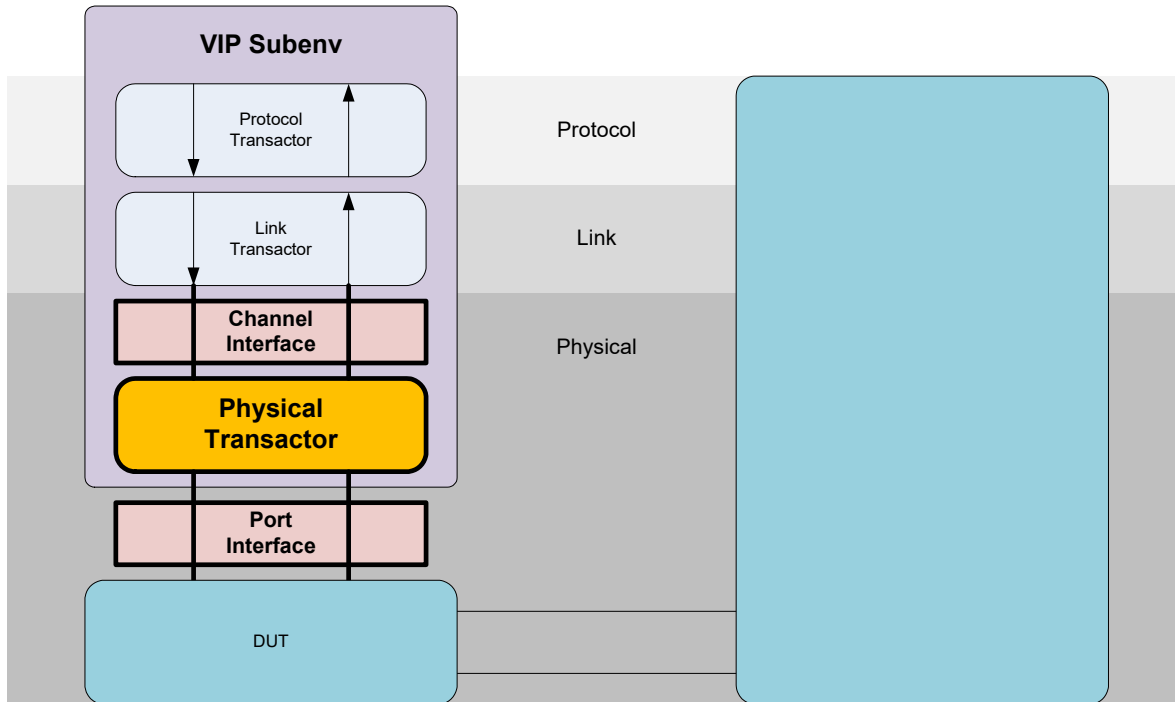 VIP Subenv
Protocol
Transactor
Protocol
Link
Transactor
Link
Channel
Interface
Physical
Physical
Transactor
Port
Interface
DUT